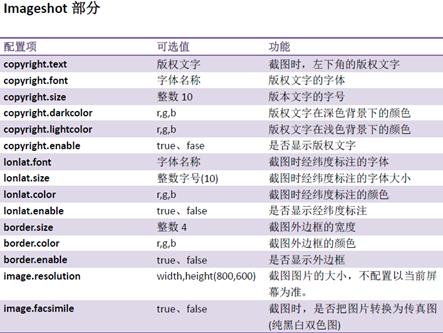 Imageshot 部分
配置项 可选值 功能
copyright.text 版权文字 截图时，左下角的版权文字
copyright.font 字体名称 版权文字的字体
copyright.size 整数 10 版本文字的字号
copyright.darkcolor r,g,b 版权文字在深色背景下的颜色
copyright.lightcolor r,g,b 版权文字在浅色背景下的颜色
copyright.enable true、fase 是否显示版权文字
lonlat.font 字体名称 截图时经纬度标注的字体
lonlat.size 整数字号(10) 截图时经纬度标注的字体大小
lonlat.color r,g,b 截图时经纬度标注的颜色
lonlat.enable true、false 是否显示经纬度标注
border.size 整数 4 截图外边框的宽度
border.color r,g,b 截图外边框的颜色
border.enable true、false 是否显示外边框
image.resolution width,height(800,600) 截图图片的大小，不配置以当前
屏幕为准。
image.facsimile true、false 截图时，是否把图片转换为传真图
(纯黑白双色图)